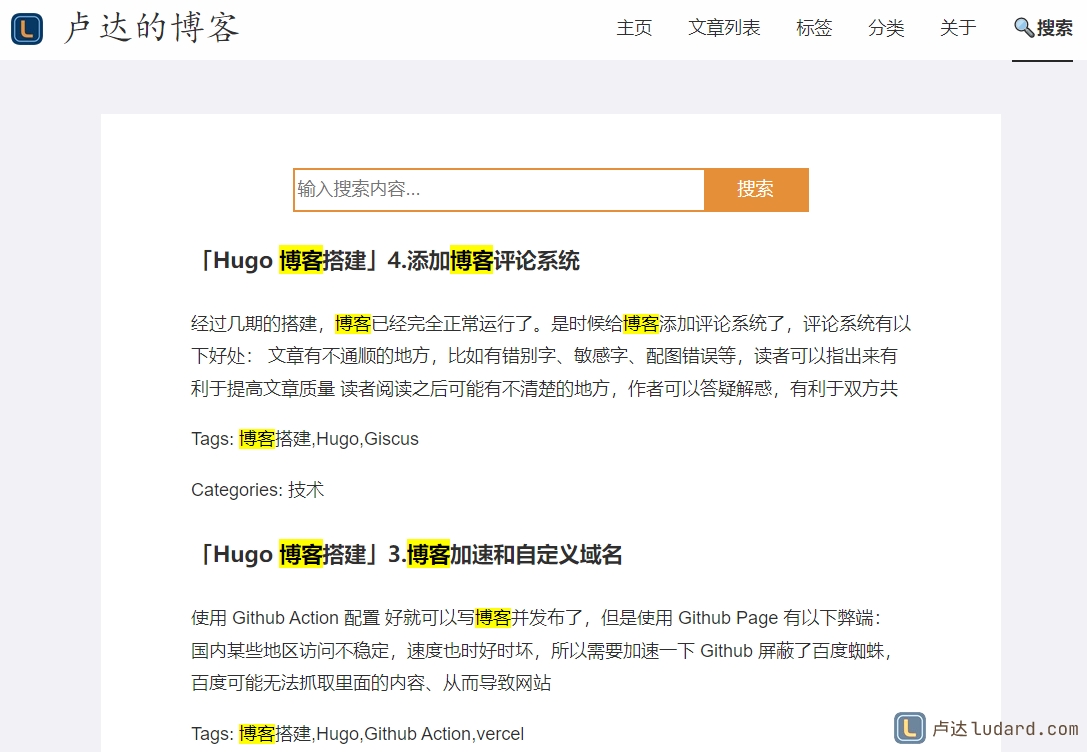 L 卢达的博客 主页 文章列表 标签 分类 关于 🔍搜索
输入搜索内容... 搜索
「Hugo 博客搭建」4.添加博客评论系统
经过几期的搭建，博客已经完全正常运行了。是时候给博客添加评论系统了，评论系统有以
下好处： 文章有不通顺的地方，比如有错别字、敏感字、配图错误等，读者可以指出来有
利于提高文章质量 读者阅读之后可能有不清楚的地方，作者可以答疑解惑，有利于双方共
Tags: 博客搭建,Hugo,Giscus
Categories: 技术
「Hugo 博客搭建」3.博客加速和自定义域名
使用 Github Action 配置 好就可以写博客并发布了，但是使用 Github Page 有以下弊端：
国内某些地区访问不稳定，速度也时好时坏，所以需要加速一下 Github 屏蔽了百度蜘蛛，
百度可能无法抓取里面的内容、从而导致网站
Tags: 博客搭建,Hugo,Github Action,vercel
L 卢达ludard.com